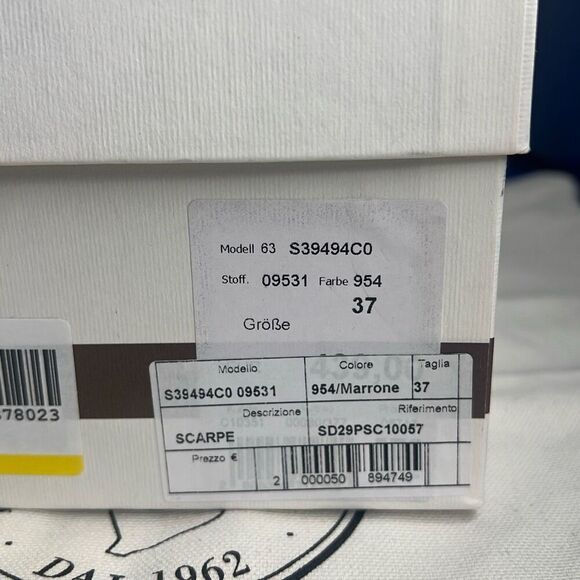 Modell 63 S39494C0
Stoff. 09531 Farbe 954
37
Größe
Modello Colore Taglia
S39494C0 09531 954/Marrone 37
Descrizione Riferimento
SCARPE SD29PSC10057
Prezzo €
2 000050 894749
78023
DAL 1962